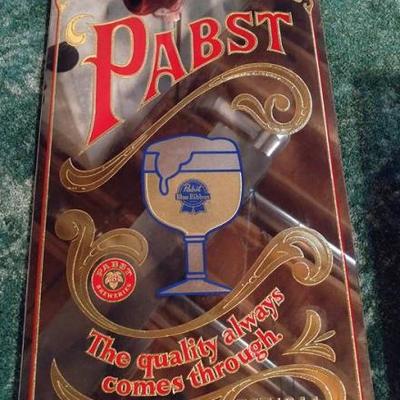 PABST
Pabst
Blue Ribbon
PABST
BREWERIES
The quality always
comes through.